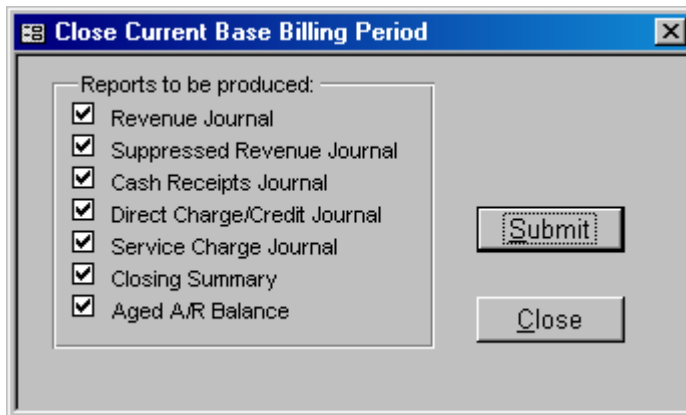 Close Current Base Billing Period
Reports to be produced:
Revenue Journal
Suppressed Revenue Journal
Cash Receipts Journal
Direct Charge/Credit Journal
Service Charge Journal
Closing Summary
Aged A/R Balance
Submit
Close